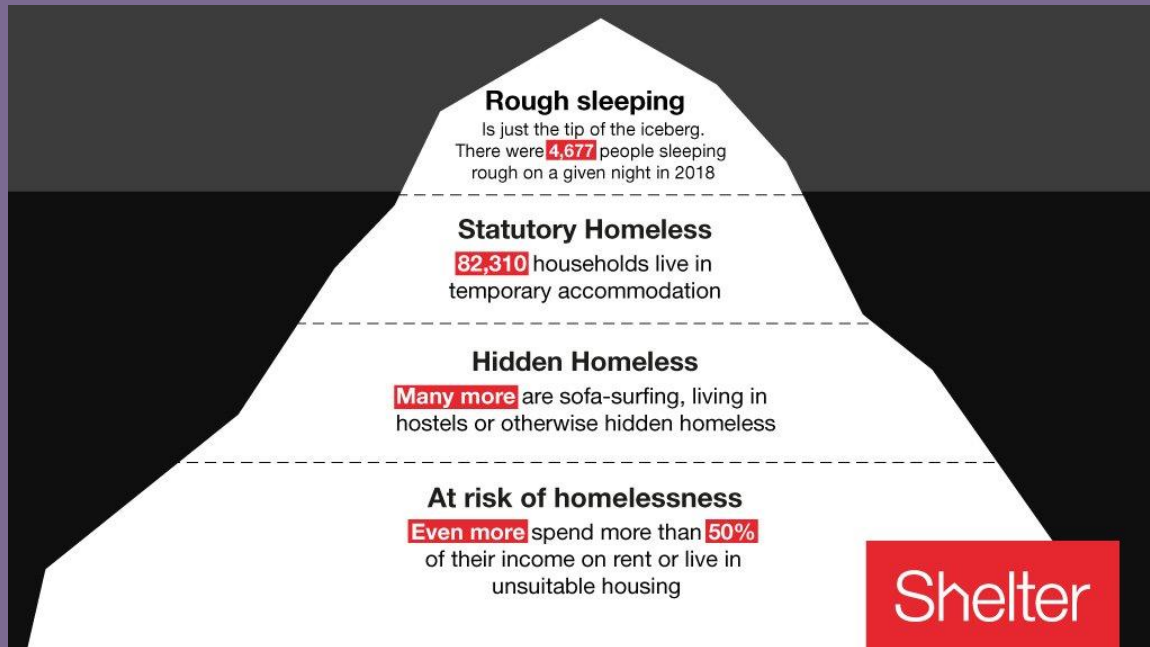 Rough sleeping
Is just the tip of the iceberg.
There were 4,677 people sleeping
rough on a given night in 2018
Statutory Homeless
82,310 households live in
temporary accommodation
Hidden Homeless
Many more are sofa-surfing, living in
hostels or otherwise hidden homeless
At risk of homelessness
Even more spend more than 50%
of their income on rent or live in
unsuitable housing
Shelter